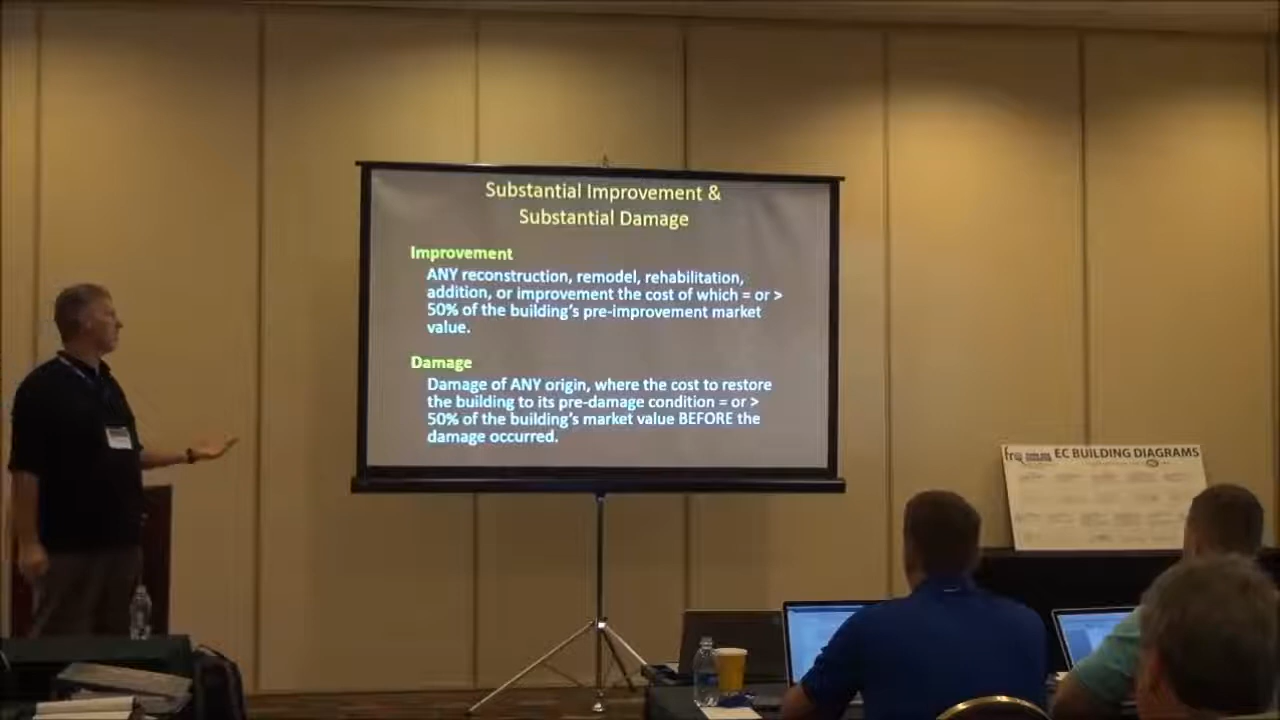 Substantial Improvement &
Substantial Damage
Improvement
ANY reconstruction, remodel, rehabilitation,
addition, or improvement the cost of which = or >
50% of the building's pre-improvement market
value.
Damage
Damage of ANY origin, where the cost to restore
the building to its pre-damage condition = or >
50% of the building's market value BEFORE the
damage occurred.
EC BUILDING DIAGRAMS